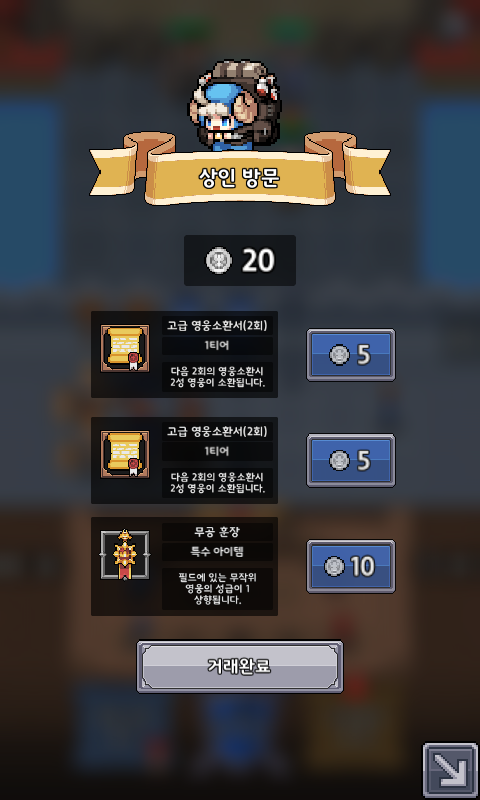 상인 방문
20
고급 영웅소환서(2회)
1티어
다음 2회의 영웅소환시
2성 영웅이 소환됩니다.
5
고급 영웅소환서(2회)
1티어
다음 2회의 영웅소환시
2성 영웅이 소환됩니다.
5
무공 훈장
특수 아이템
필드에 있는 무작위
영웅의 성급이 1
상향됩니다.
10
거래완료